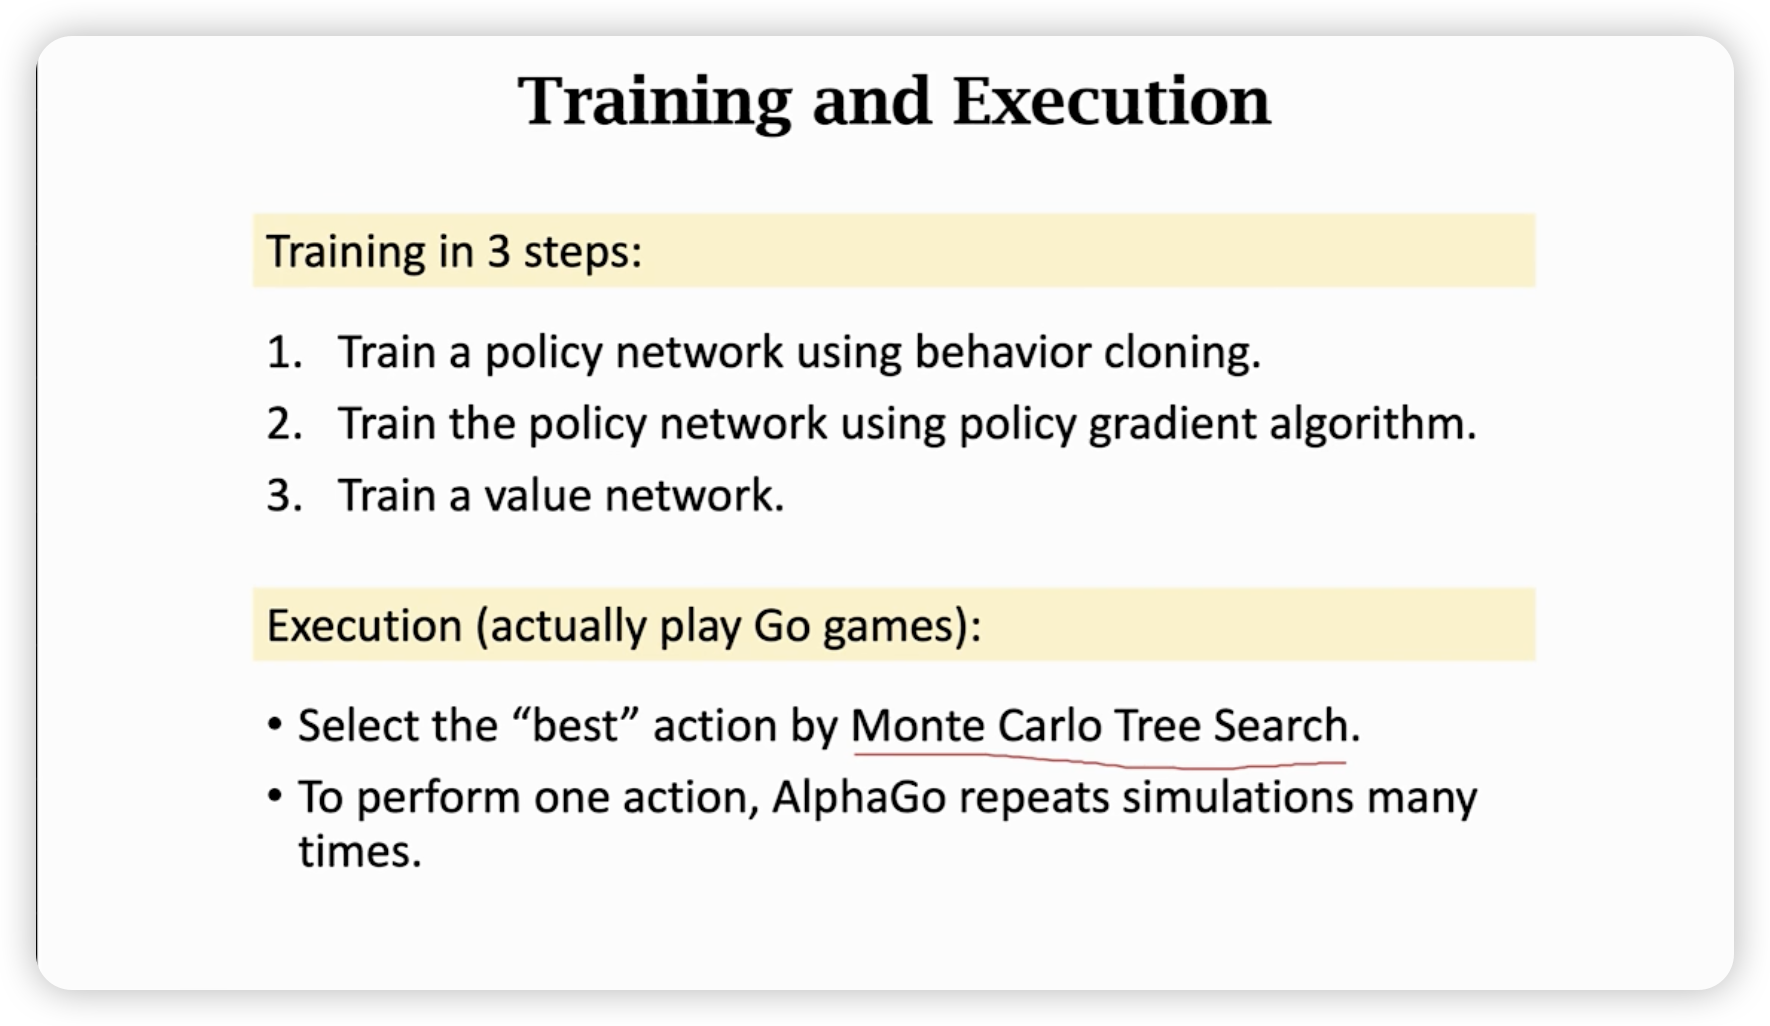 Training and Execution
Training in 3 steps:
1. Train a policy network using behavior cloning.
2. Train the policy network using policy gradient algorithm.
3. Train a value network.
Execution (actually play Go games):
• Select the “best” action by Monte Carlo Tree Search.
• To perform one action, AlphaGo repeats simulations many
times.